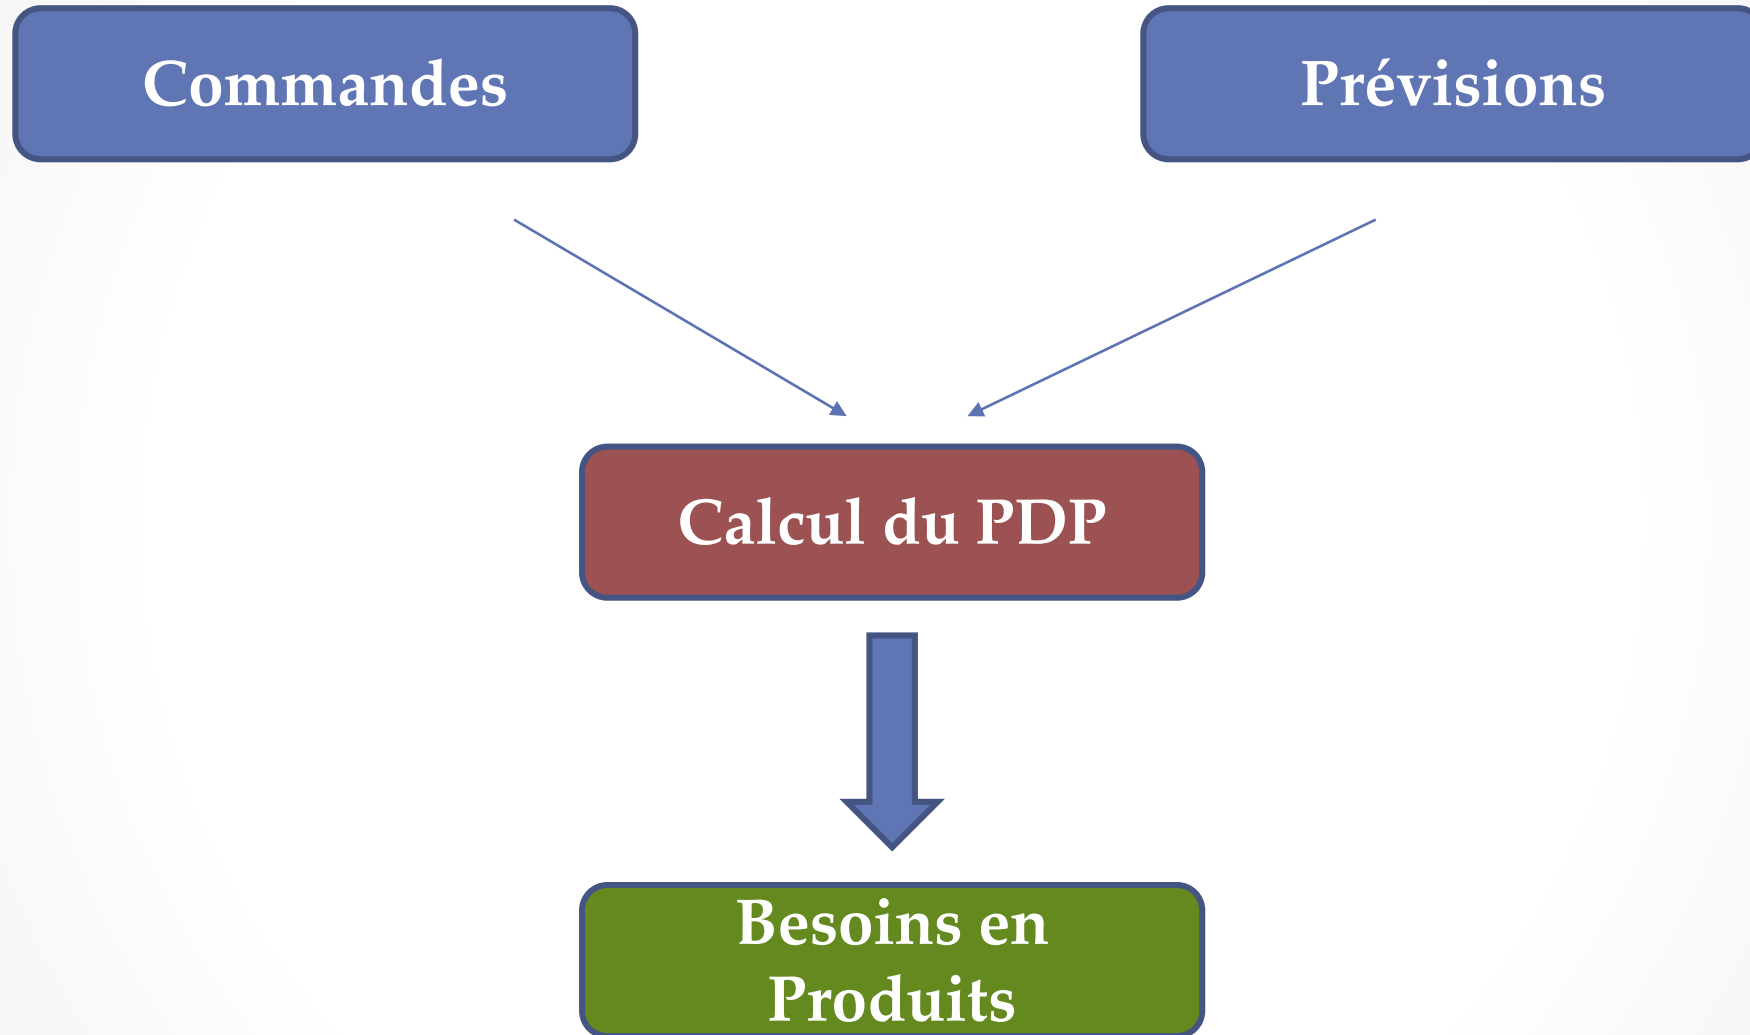 Commandes
Prévisions
Calcul du PDP
Besoins en
Produits